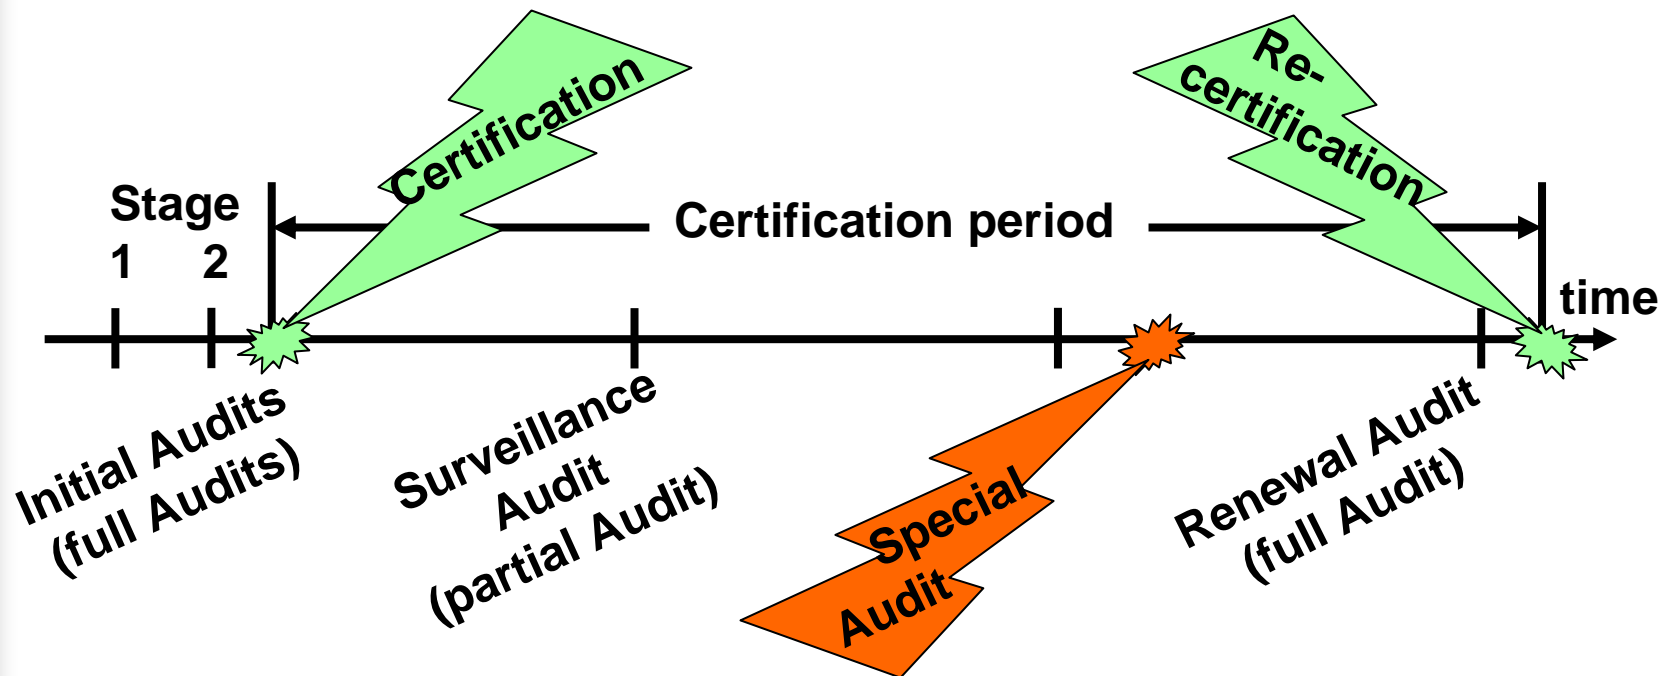 Certification
Re-
certification
Stage
1 2
Certification period
time
Initial Audits
(full Audits)
Surveillance
Audit
(partial Audit)
Special
Audit
Renewal Audit
(full Audit)